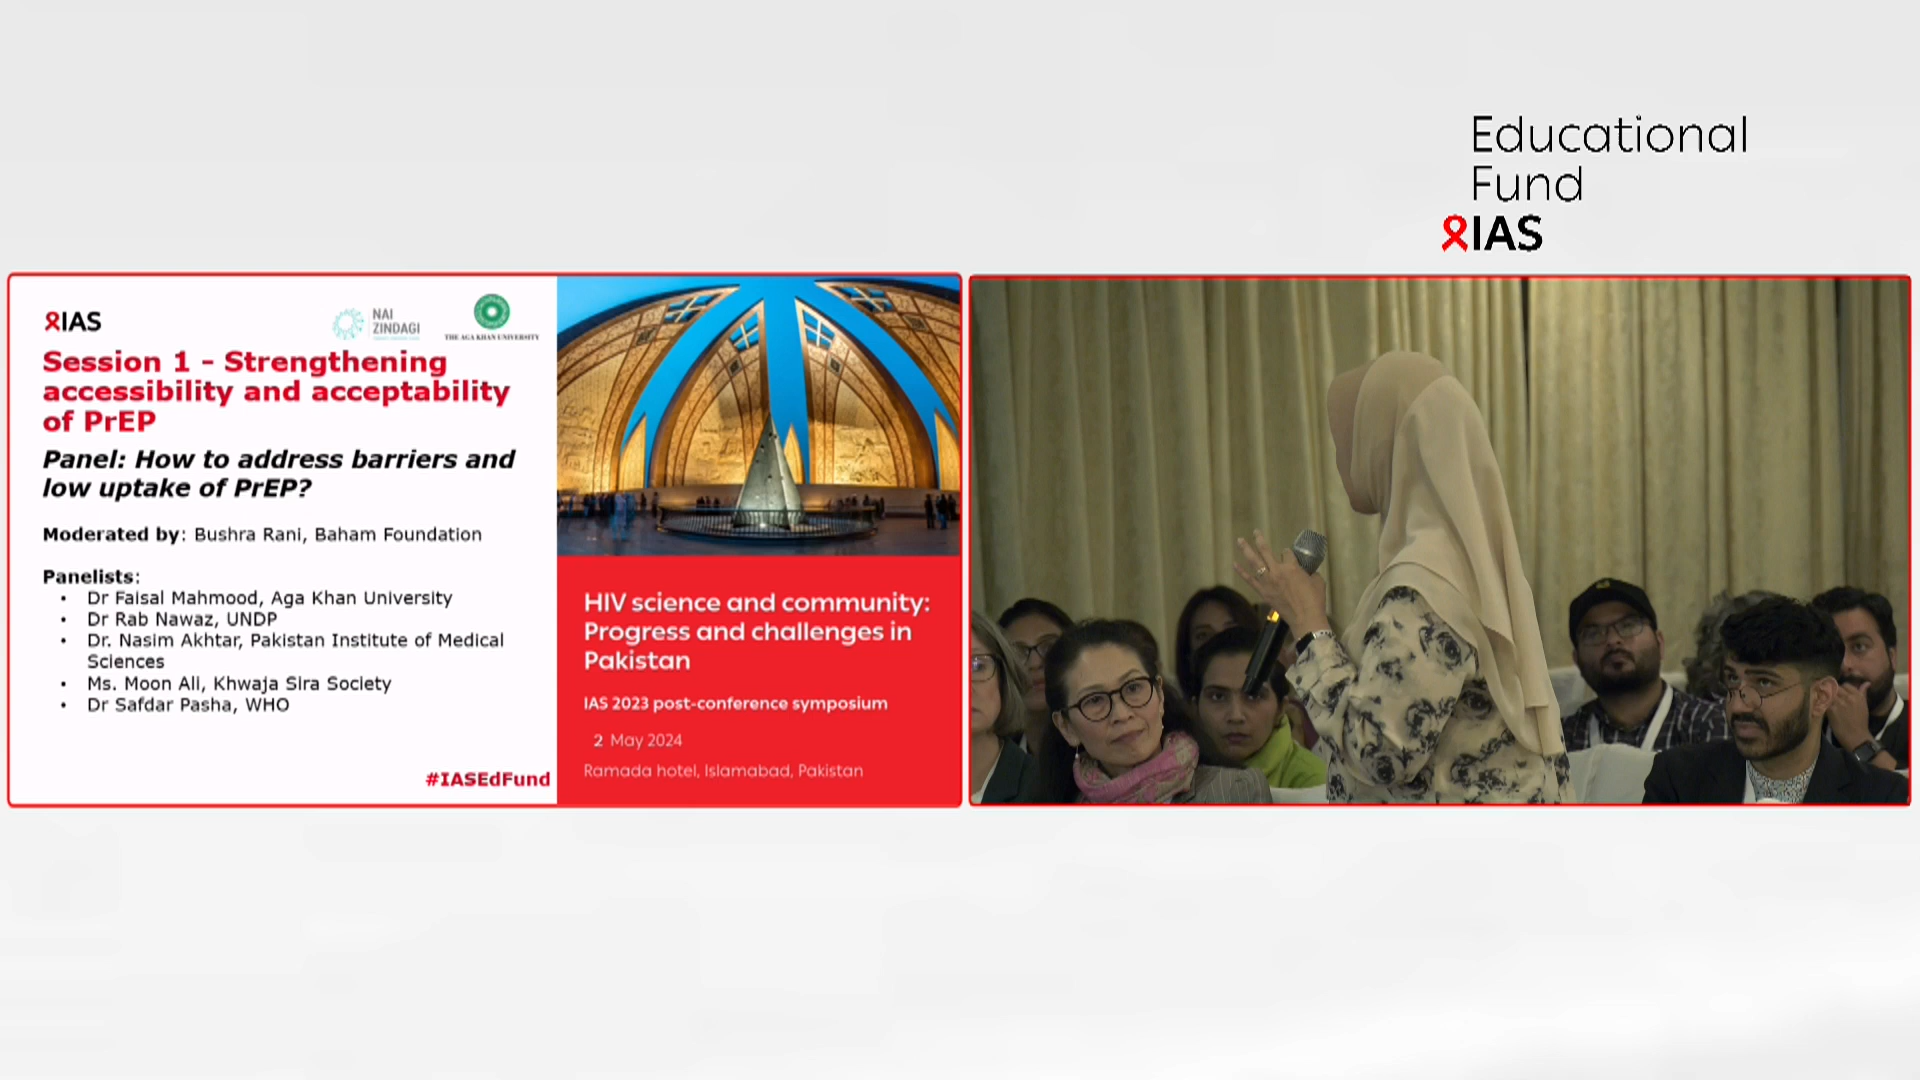 Educational
Fund
IAS
IAS
NAI
ZINDAGI
THE AGA KHAN UNIVERSITY
Session 1 - Strengthening
accessibility and acceptability
of PrEP
Panel: How to address barriers and
low uptake of PrEP?
Moderated by: Bushra Rani, Baham Foundation
Panelists:
• Dr Faisal Mahmood, Aga Khan University
• Dr Rab Nawaz, UNDP
• Dr. Nasim Akhtar, Pakistan Institute of Medical
Sciences
• Ms. Moon Ali, Khwaja Sira Society
• Dr Safdar Pasha, WHO
#IASEdFund
HIV science and community:
Progress and challenges in
Pakistan
IAS 2023 post-conference symposium
2 May 2024
Ramada hotel, Islamabad, Pakistan